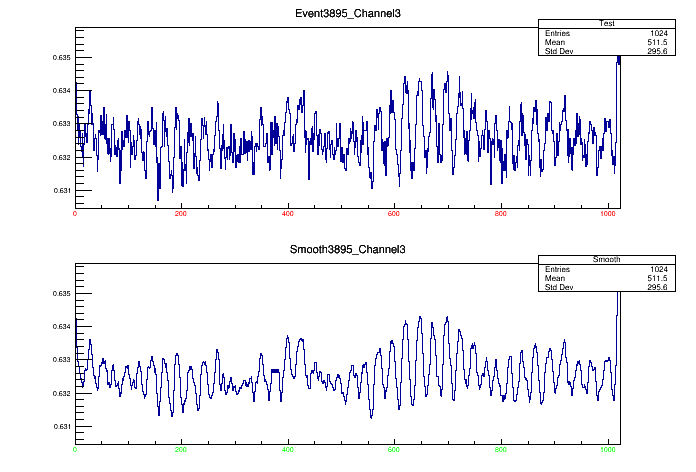 Event3895_Channel3
Test
Entries 1024
Mean 511.5
Std Dev 295.6
0.635
0.634
0.633
0.632
0.631
0 200 400 600 800 1000
Smooth3895_Channel3
Smooth
Entries 1024
Mean 511.5
Std Dev 295.6
0.635
0.634
0.633
0.632
0.631
0 200 400 600 800 1000